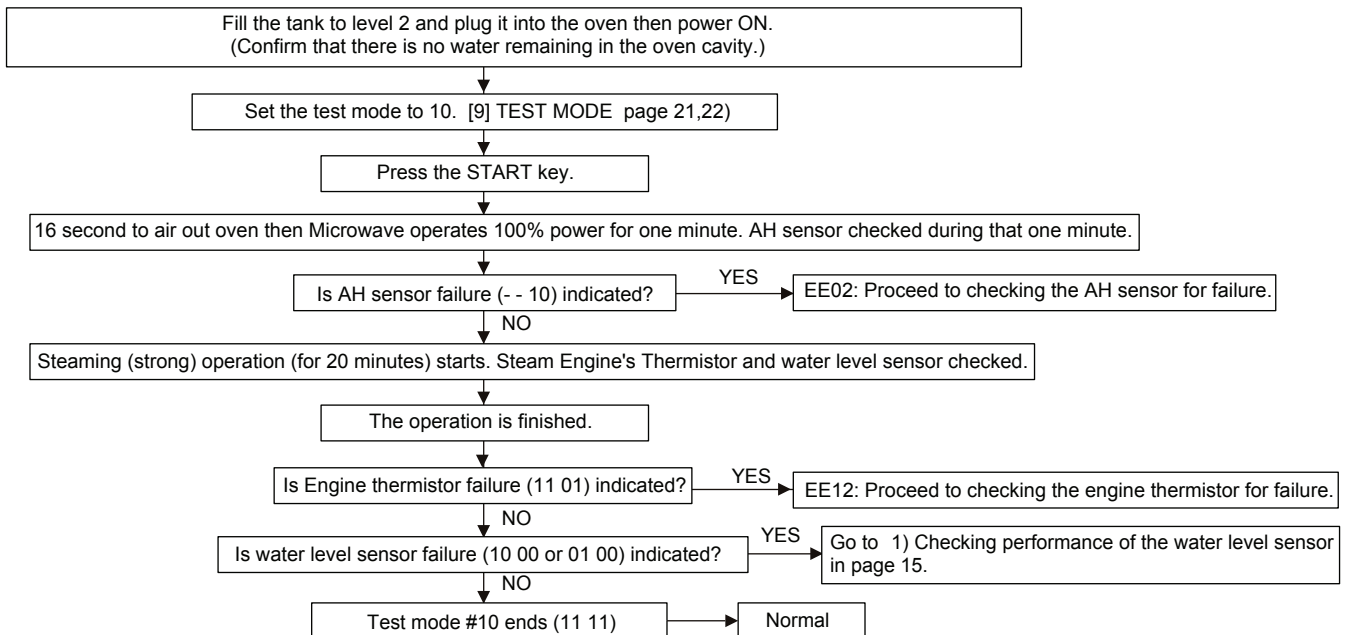 Fill the tank to level 2 and plug it into the oven then power ON.
(Confirm that there is no water remaining in the oven cavity.)
Set the test mode to 10. [9] TEST MODE page 21,22)
Press the START key.
16 second to air out oven then Microwave operates 100% power for one minute. AH sensor checked during that one minute.
Is AH sensor failure (- - 10) indicated?
YES
EE02: Proceed to checking the AH sensor for failure.
NO
Steaming (strong) operation (for 20 minutes) starts. Steam Engine's Thermistor and water level sensor checked.
The operation is finished.
Is Engine thermistor failure (11 01) indicated?
YES
EE12: Proceed to checking the engine thermistor for failure.
NO
Is water level sensor failure (10 00 or 01 00) indicated?
YES
Go to 1) Checking performance of the water level sensor
in page 15.
NO
Test mode #10 ends (11 11)
Normal